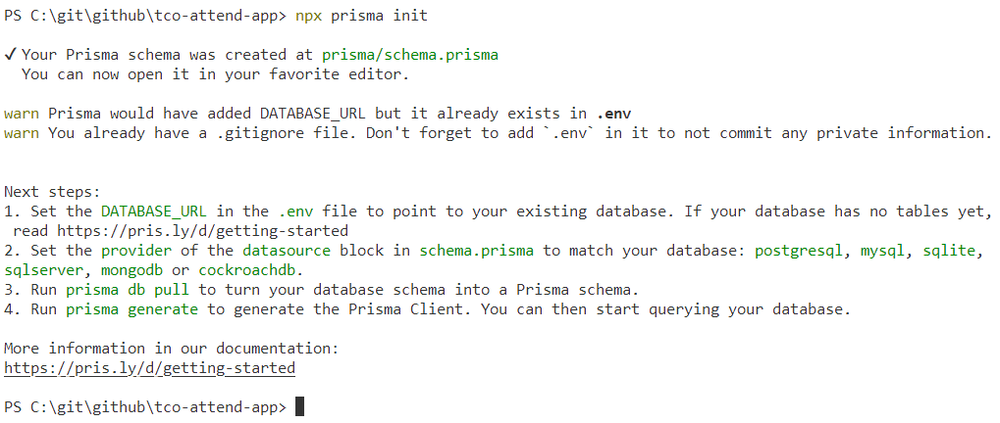 PS C:\git\github\tco-attend-app> npx prisma init
✔ Your Prisma schema was created at prisma/schema.prisma
You can now open it in your favorite editor.
warn Prisma would have added DATABASE_URL but it already exists in .env
warn You already have a .gitignore file. Don't forget to add `.env` in it to not commit any private information.
Next steps:
1. Set the DATABASE_URL in the .env file to point to your existing database. If your database has no tables yet,
read https://pris.ly/d/getting-started
2. Set the provider of the datasource block in schema.prisma to match your database: postgresql, mysql, sqlite,
sqlserver, mongodb or cockroachdb.
3. Run prisma db pull to turn your database schema into a Prisma schema.
4. Run prisma generate to generate the Prisma Client. You can then start querying your database.
More information in our documentation:
https://pris.ly/d/getting-started
PS C:\git\github\tco-attend-app>